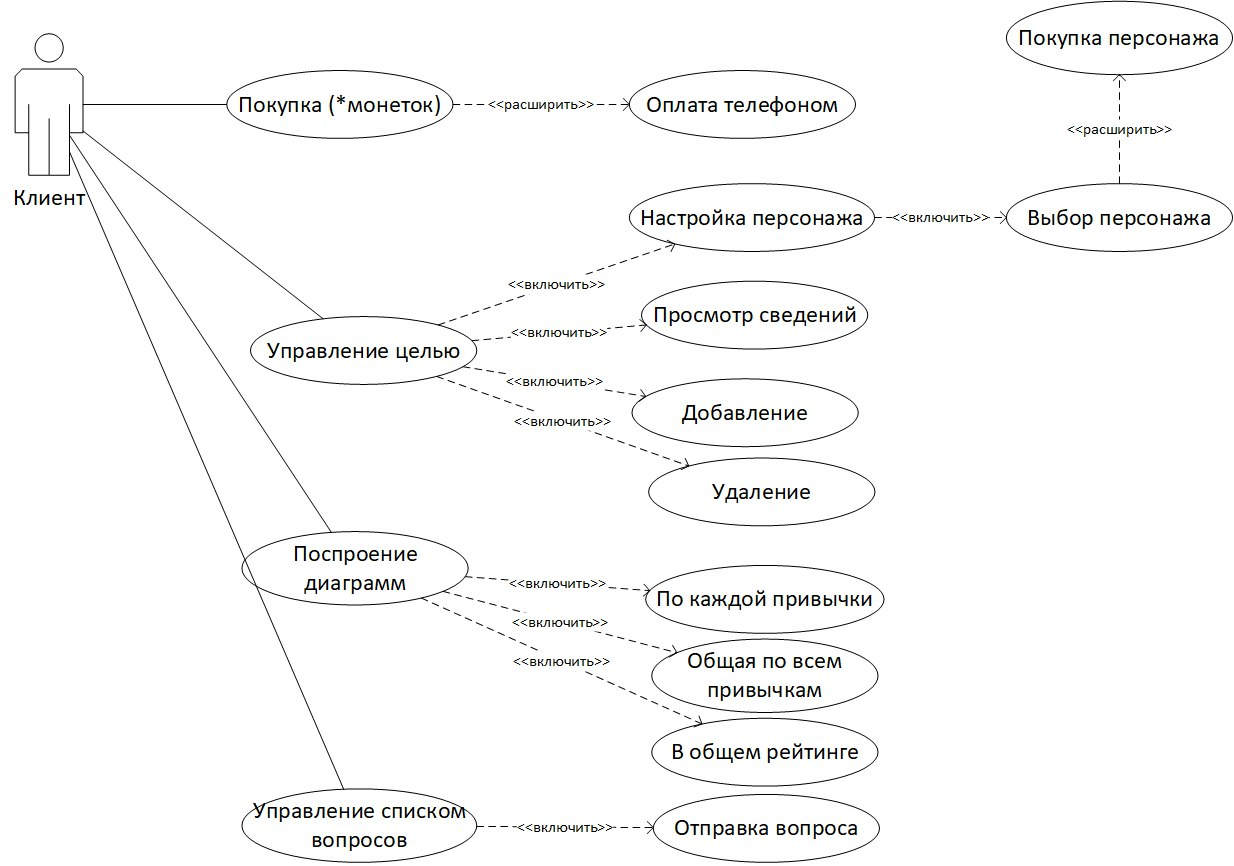 Покупка персонажа
Покупка (*монеток)
<<расширить>>
Оплата телефоном
<<расширить>>
Клиент
Настройка персонажа
<<включить>>
Выбор персонажа
<<включить>>
Просмотр сведений
<<включить>>
Управление целью
<<включить>>
Добавление
<<включить>>
Удаление
Поспроение
диаграмм
<<включить>>
По каждой привычки
<<включить>>
Общая по всем
привычкам
<<включить>>
В общем рейтинге
Управление списком
вопросов
<<включить>>
Отправка вопроса